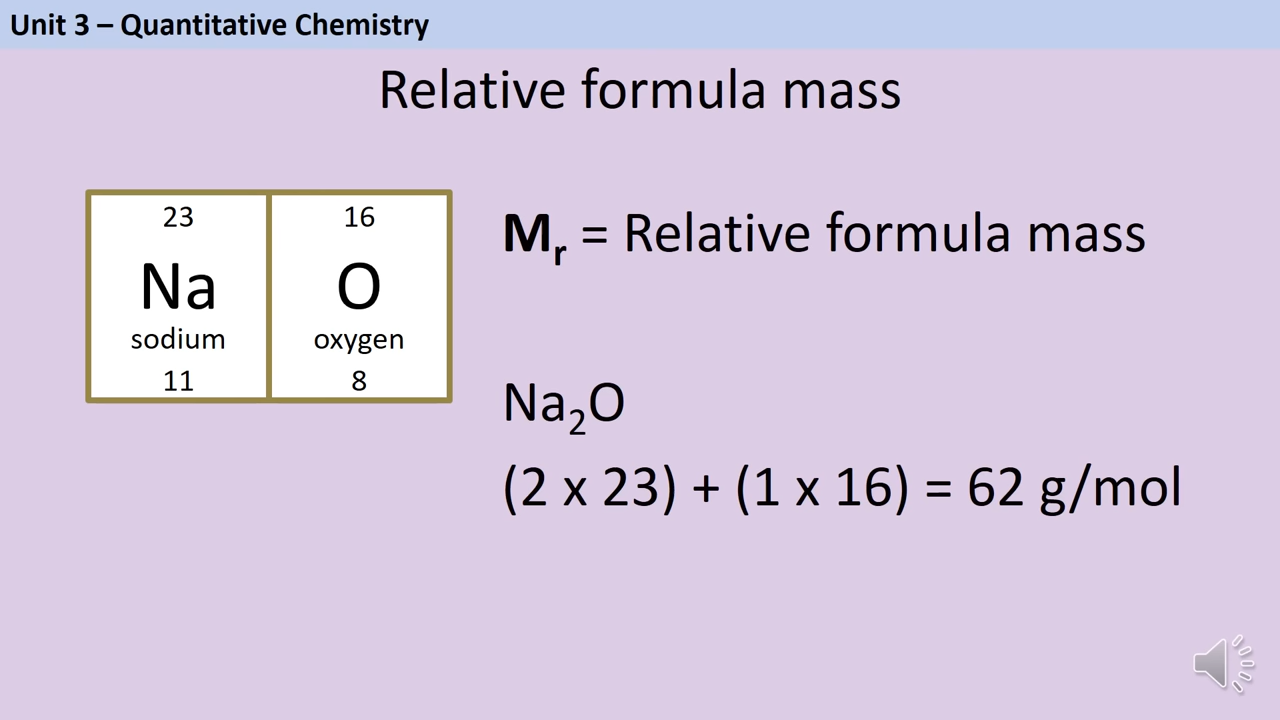 Unit 3 – Quantitative Chemistry
Relative formula mass
23
Na
sodium
11
16
O
oxygen
8
Mᵣ = Relative formula mass
Na₂O
(2 x 23) + (1 x 16) = 62 g/mol